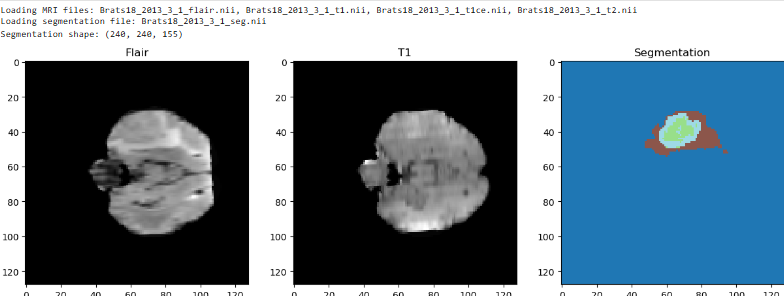 Loading MRI files: Brats18_2013_3_1_flair.nii, Brats18_2013_3_1_t1.nii, Brats18_2013_3_1_t1ce.nii, Brats18_2013_3_1_t2.nii
Loading segmentation file: Brats18_2013_3_1_seg.nii
Segmentation shape: (240, 240, 155)
Flair T1 Segmentation
0 0 0
20 20 20
40 40 40
60 60 60
80 80 80
100 100 100
120 120 120
0 20 40 60 80 100 120 0 20 40 60 80 100 120 0 20 40 60 80 100 120